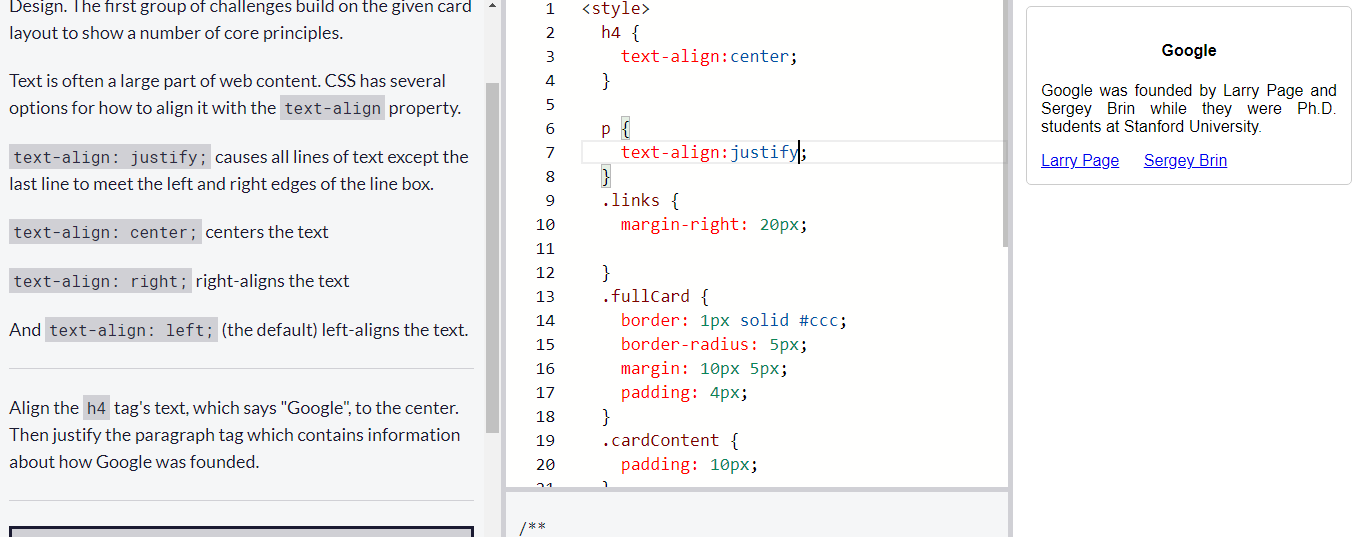 Design. The first group of challenges build on the given card
layout to show a number of core principles.
Text is often a large part of web content. CSS has several
options for how to align it with the text-align property.
text-align: justify; causes all lines of text except the
last line to meet the left and right edges of the line box.
text-align: center; centers the text
text-align: right; right-aligns the text
And text-align: left; (the default) left-aligns the text.
Align the h4 tag's text, which says "Google", to the center.
Then justify the paragraph tag which contains information
about how Google was founded.
1 <style>
2 h4 {
3 text-align:center;
4 }
5
6 p {
7 text-align:justify;
8 }
9 .links {
10 margin-right: 20px;
11
12 }
13 .fullCard {
14 border: 1px solid #ccc;
15 border-radius: 5px;
16 margin: 10px 5px;
17 padding: 4px;
18 }
19 .cardContent {
20 padding: 10px;
21 }
/**
Google
Google was founded by Larry Page and
Sergey Brin while they were Ph.D.
students at Stanford University.
Larry Page Sergey Brin